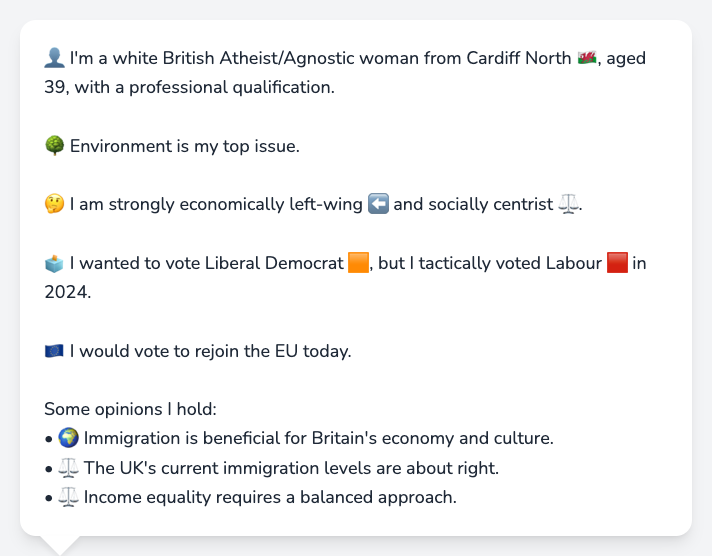 👤 I'm a white British Atheist/Agnostic woman from Cardiff North 🏴󠁧󠁢󠁷󠁬󠁳󠁿, aged
39, with a professional qualification.
🌳 Environment is my top issue.
🤔 I am strongly economically left-wing ⬅️ and socially centrist ⚖️.
🗳️ I wanted to vote Liberal Democrat 🟧, but I tactically voted Labour 🟥 in
2024.
🇪🇺 I would vote to rejoin the EU today.
Some opinions I hold:
• 🌍 Immigration is beneficial for Britain's economy and culture.
• ⚖️ The UK's current immigration levels are about right.
• ⚖️ Income equality requires a balanced approach.